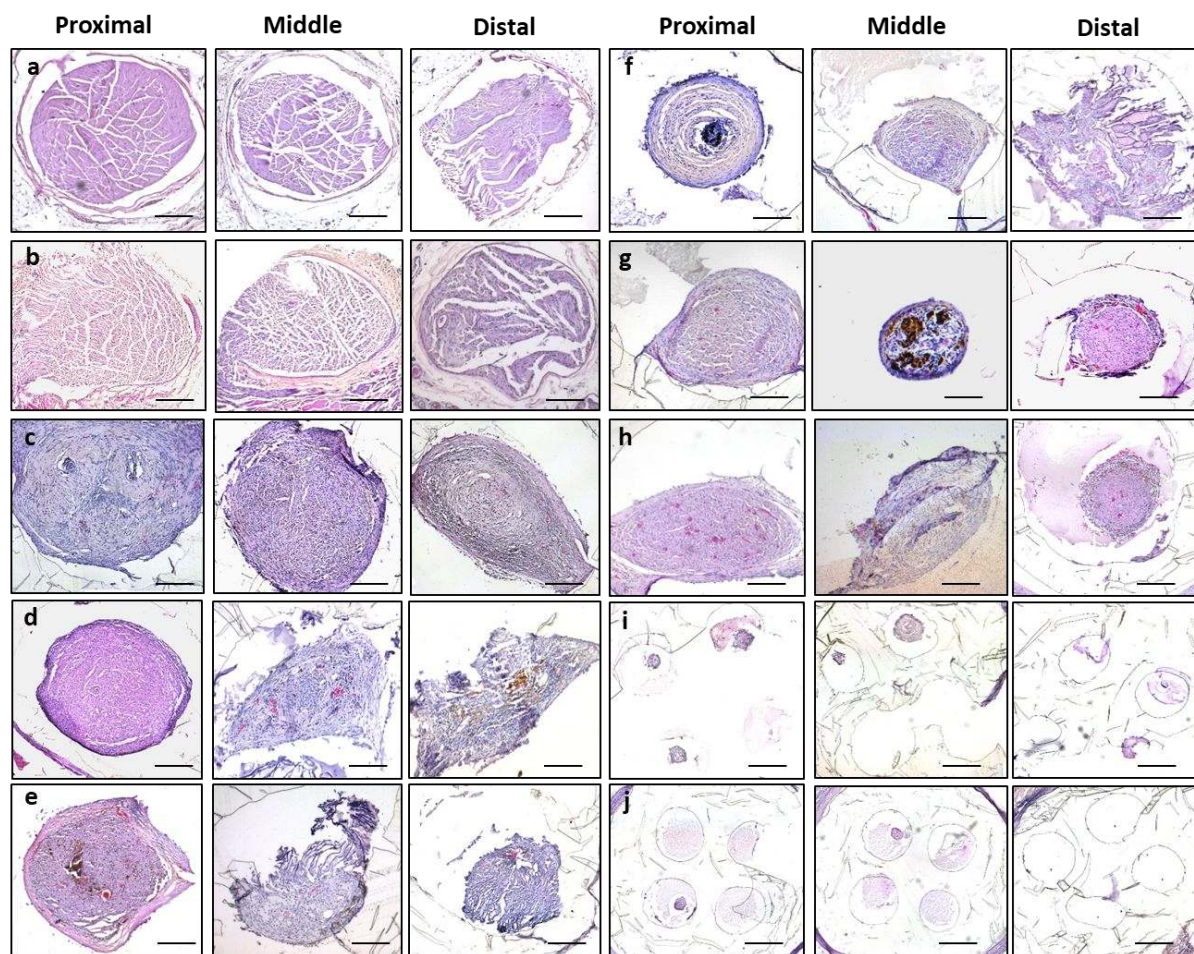 Proximal Middle Distal Proximal Middle Distal
a f
b g
c h
d i
e j